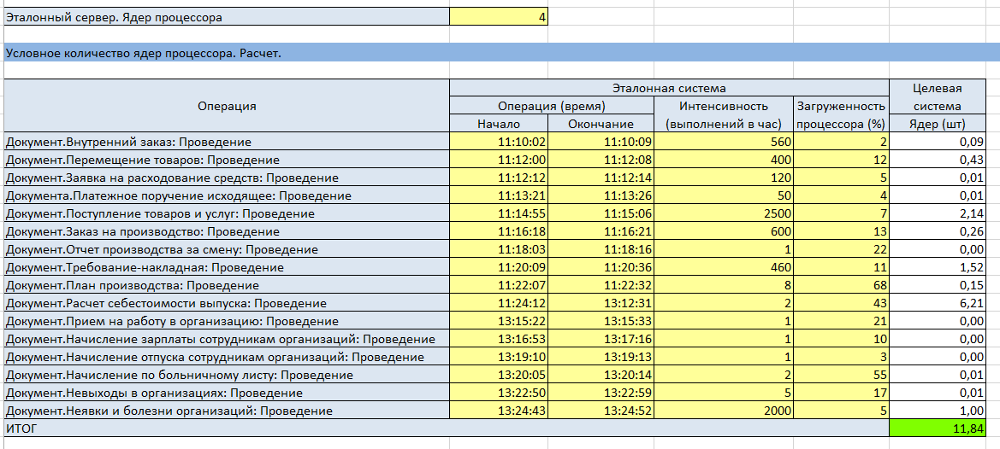 Эталонный сервер. Ядер процессора 4
Условное количество ядер процессора. Расчет.
Операция Эталонная система Целевая система
Операция (время) Интенсивность (выполнений в час) Загруженность процессора (%)
Начало Окончание Ядер (шт)
Документ.Внутренний заказ: Проведение 11:10:02 11:10:09 560 2 0,09
Документ.Перемещение товаров: Проведение 11:12:00 11:12:08 400 12 0,43
Документ.Заявка на расходование средств: Проведение 11:12:12 11:12:14 120 5 0,01
Документа.Платежное поручение исходящее: Проведение 11:13:21 11:13:26 50 4 0,01
Документ.Поступление товаров и услуг: Проведение 11:14:55 11:15:06 2500 7 2,14
Документ.Заказ на производство: Проведение 11:16:18 11:16:21 600 13 0,26
Документ.Отчет производства за смену: Проведение 11:18:03 11:18:16 1 22 0,00
Документ.Требование-накладная: Проведение 11:20:09 11:20:36 460 11 1,52
Документ.План производства: Проведение 11:22:07 11:22:32 8 68 0,15
Документ.Расчет себестоимости выпуска: Проведение 11:24:12 13:12:31 2 43 6,21
Документ.Прием на работу в организацию: Проведение 13:15:22 13:15:33 1 21 0,00
Документ.Начисление зарплаты сотрудникам организаций: Проведение 13:16:53 13:17:16 1 10 0,00
Документ.Начисление отпуска сотрудникам организаций: Проведение 13:19:10 13:19:13 1 3 0,00
Документ.Начисление по больничному листу: Проведение 13:20:05 13:20:14 2 55 0,01
Документ.Невыходы в организациях: Проведение 13:22:50 13:22:59 5 17 0,01
Документ.Неявки и болезни организаций: Проведение 13:24:43 13:24:52 2000 5 1,00
ИТОГ 11,84